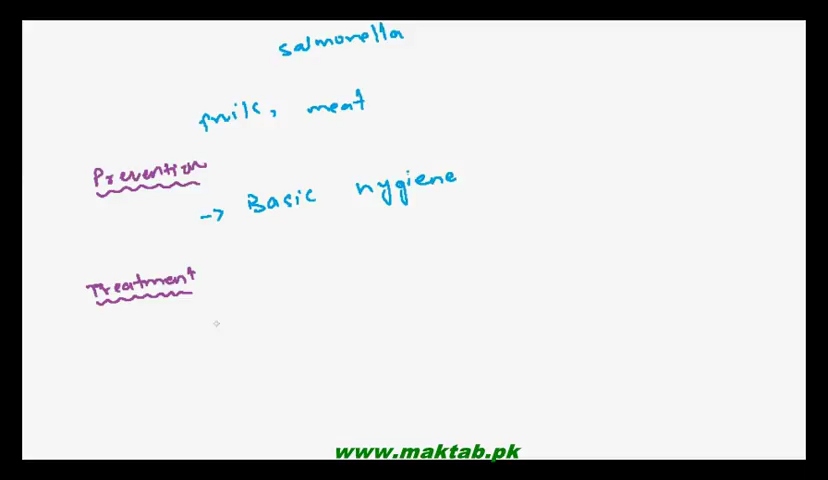 salmonella
milk, meat
Prevention
-> Basic hygiene
Treatment
www.maktab.pk